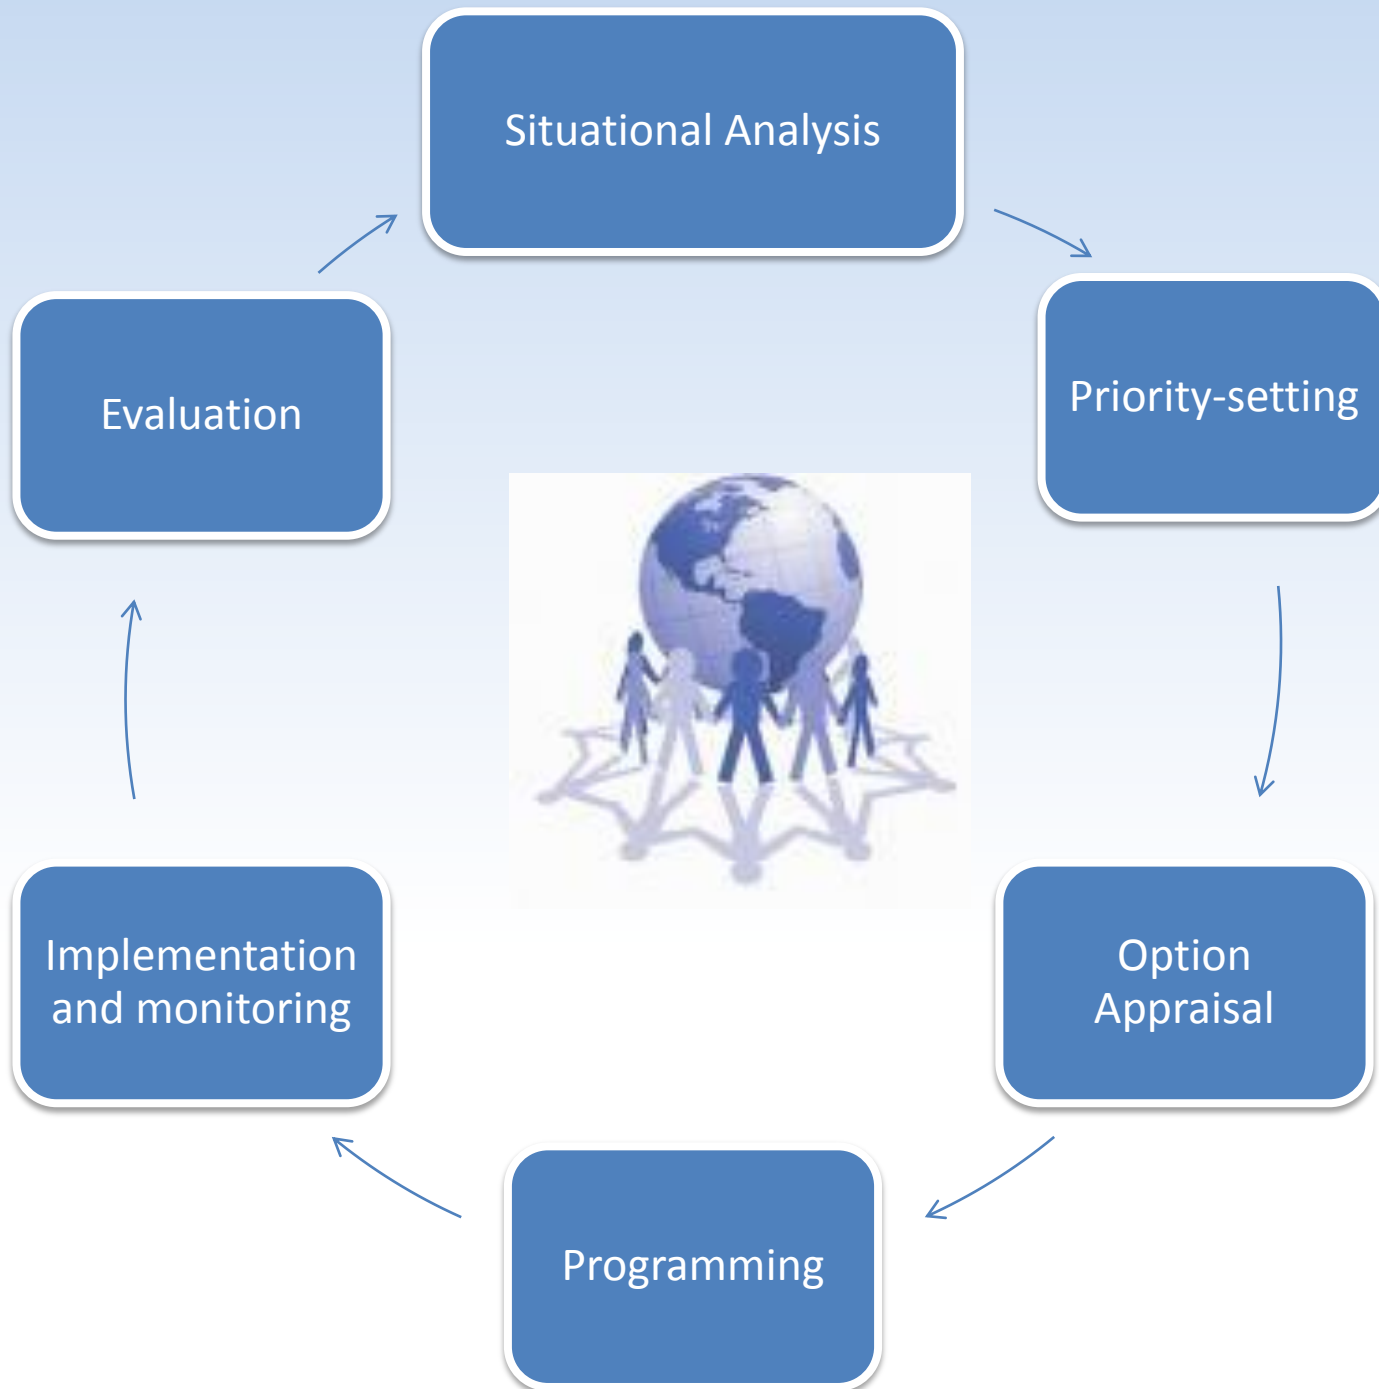 Situational Analysis
Priority-setting
Option
Appraisal
Programming
Implementation
and monitoring
Evaluation